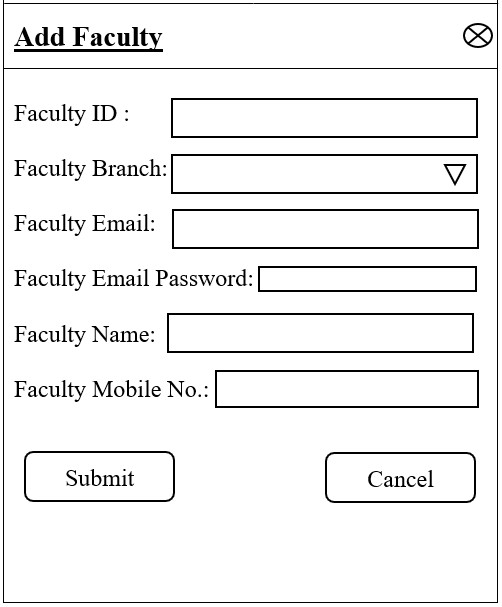 Add Faculty
Faculty ID :
Faculty Branch:
Faculty Email:
Faculty Email Password:
Faculty Name:
Faculty Mobile No.:
Submit Cancel